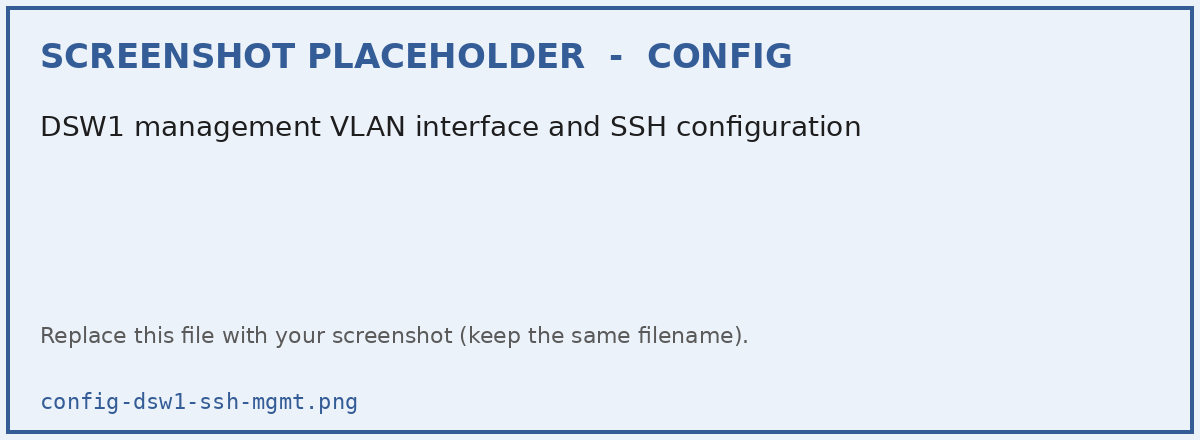 SCREENSHOT PLACEHOLDER - CONFIG
DSW1 management VLAN interface and SSH configuration
Replace this file with your screenshot (keep the same filename).
config-dsw1-ssh-mgmt.png